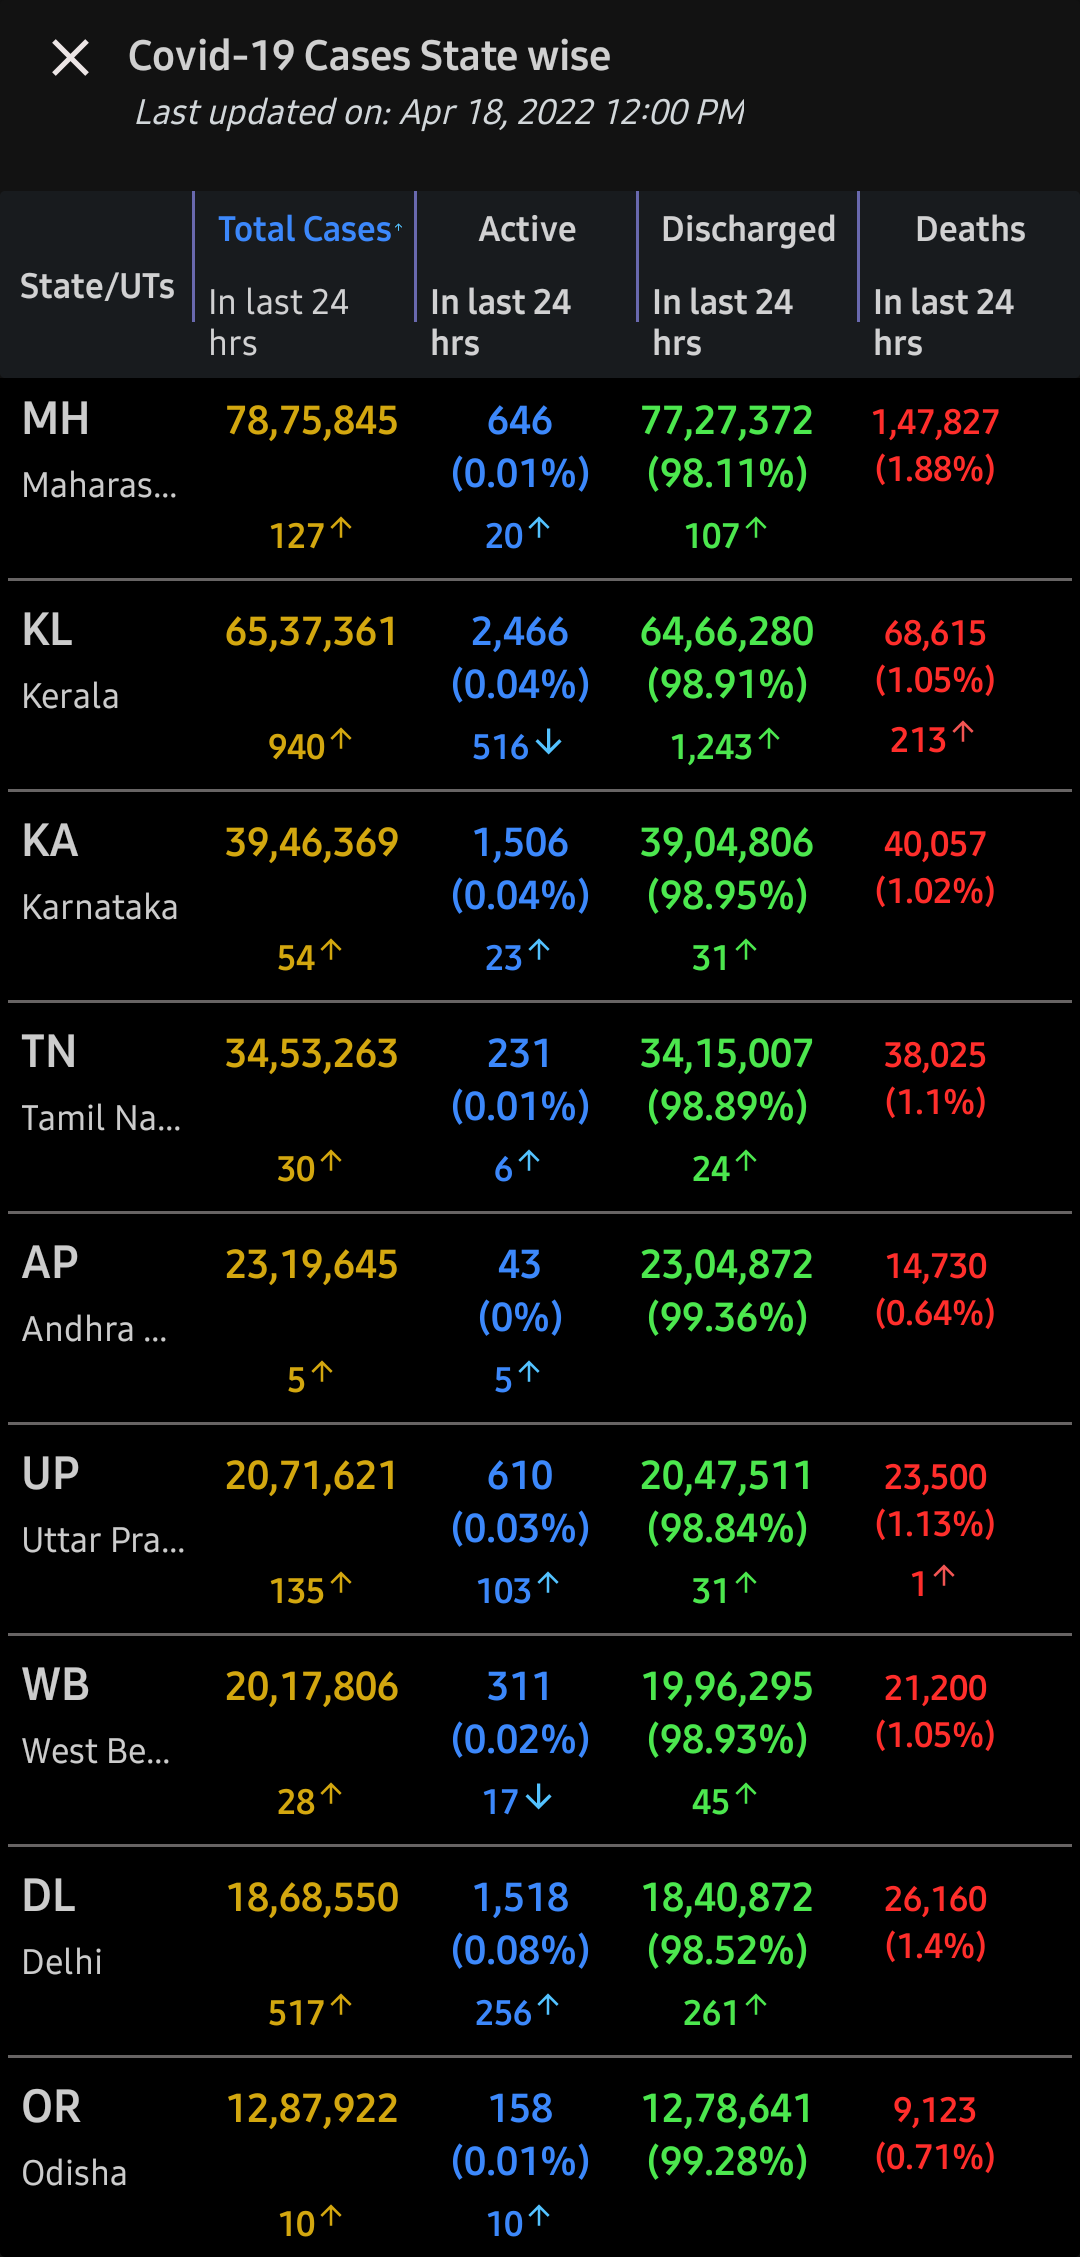 Covid-19 Cases State wise
Last updated on: Apr 18, 2022 12:00 PM
State/UTs
Total Cases↑
In last 24
hrs
Active
In last 24
hrs
Discharged
In last 24
hrs
Deaths
In last 24
hrs
MH 78,75,845 646 77,27,372 1,47,827
Maharas... (0.01%) (98.11%) (1.88%)
127↑ 20↑ 107↑
KL 65,37,361 2,466 64,66,280 68,615
Kerala (0.04%) (98.91%) (1.05%)
940↑ 516↓ 1,243↑ 213↑
KA 39,46,369 1,506 39,04,806 40,057
Karnataka (0.04%) (98.95%) (1.02%)
54↑ 23↑ 31↑
TN 34,53,263 231 34,15,007 38,025
Tamil Na... (0.01%) (98.89%) (1.1%)
30↑ 6↑ 24↑
AP 23,19,645 43 23,04,872 14,730
Andhra ... (0%) (99.36%) (0.64%)
5↑ 5↑
UP 20,71,621 610 20,47,511 23,500
Uttar Pra... (0.03%) (98.84%) (1.13%)
135↑ 103↑ 31↑ 1↑
WB 20,17,806 311 19,96,295 21,200
West Be... (0.02%) (98.93%) (1.05%)
28↑ 17↓ 45↑
DL 18,68,550 1,518 18,40,872 26,160
Delhi (0.08%) (98.52%) (1.4%)
517↑ 256↑ 261↑
OR 12,87,922 158 12,78,641 9,123
Odisha (0.01%) (99.28%) (0.71%)
10↑ 10↑